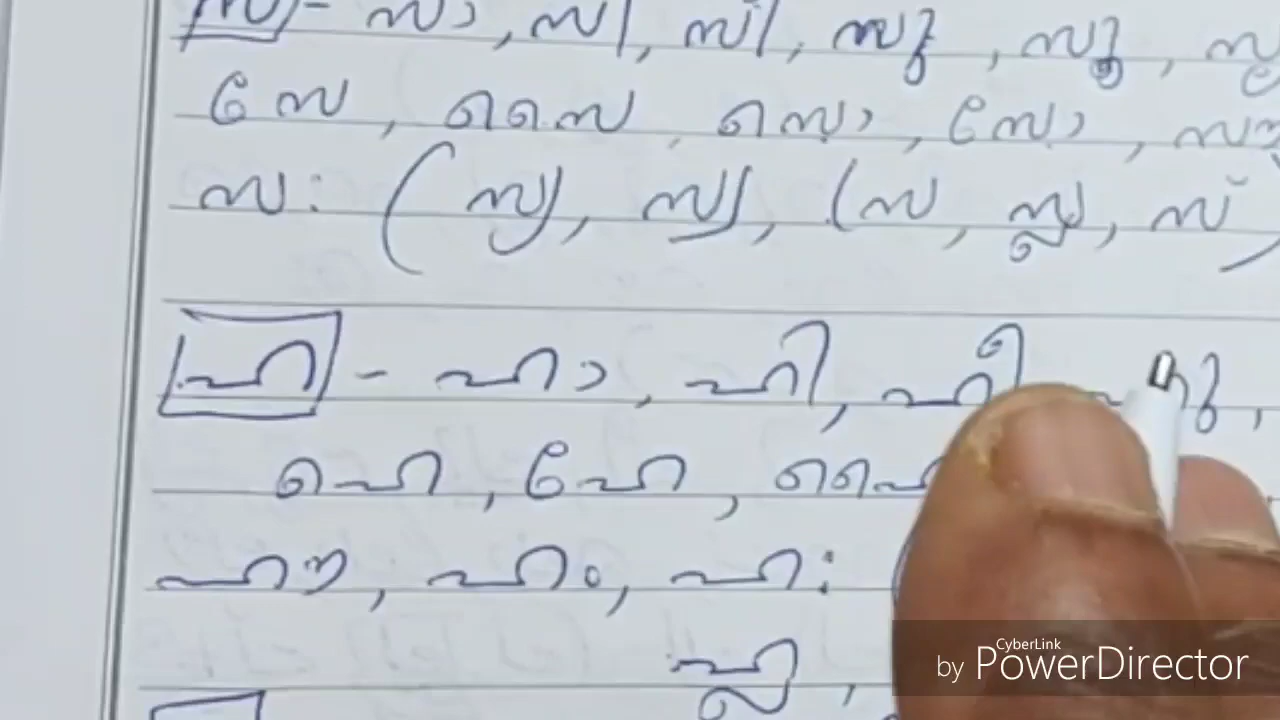 സ - സാ, സി, സീ, സു, സൂ, സൃ
സേ, സൈ, സൊ, സോ, സൗ
സഃ (സ്യ, സ്വ, സ്ര, സ്ല, സ്)
ഹ - ഹാ, ഹി, ഹീ, ഹു,
ഹെ, ഹേ, ഹൈ
ഹൗ, ഹം, ഹഃ
ഹ്ല,
CyberLink
by PowerDirector